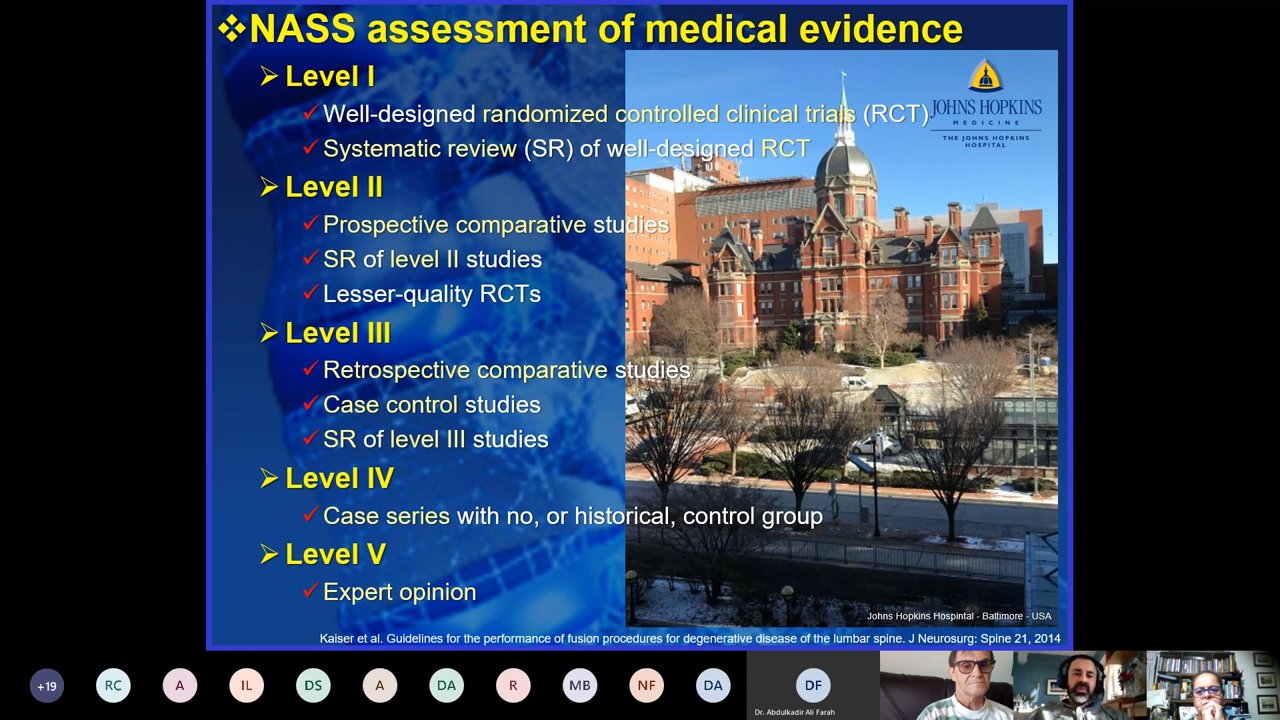 ❖NASS assessment of medical evidence
➢ Level I
✓ Well-designed randomized controlled clinical trials (RCT)
✓ Systematic review (SR) of well-designed RCT
➢ Level II
✓ Prospective comparative studies
✓ SR of level II studies
✓ Lesser-quality RCTs
➢ Level III
✓ Retrospective comparative studies
✓ Case control studies
✓ SR of level III studies
➢ Level IV
✓ Case series with no, or historical, control group
➢ Level V
✓ Expert opinion
JOHNS HOPKINS
MEDICINE
THE JOHNS HOPKINS
HOSPITAL
Johns Hopkins Hospintal - Baltimore - USA
Kaiser et al. Guidelines for the performance of fusion procedures for degenerative disease of the lumbar spine. J Neurosurg: Spine 21, 2014
+19 RC A IL DS A DA R MB NF DA DF
Dr. Abdulkadir Ali Farah